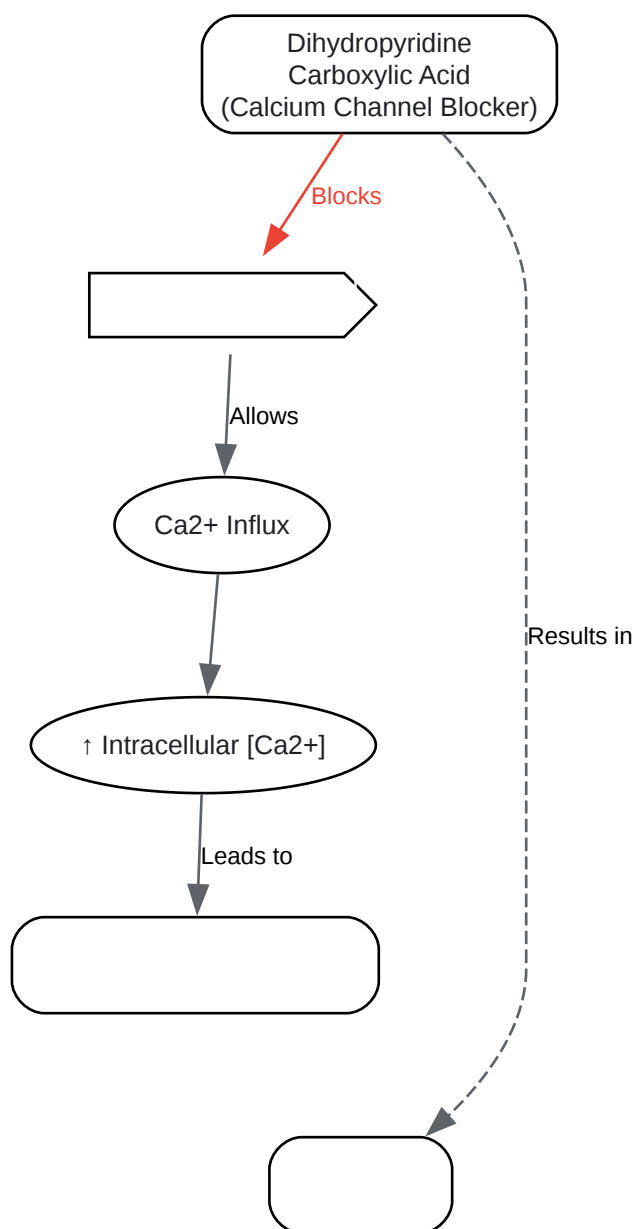 Dihydropyridine
Carboxylic Acid
(Calcium Channel Blocker)
Blocks
Allows
Ca2+ Influx
↑ Intracellular [Ca2+]
Results in
Leads to